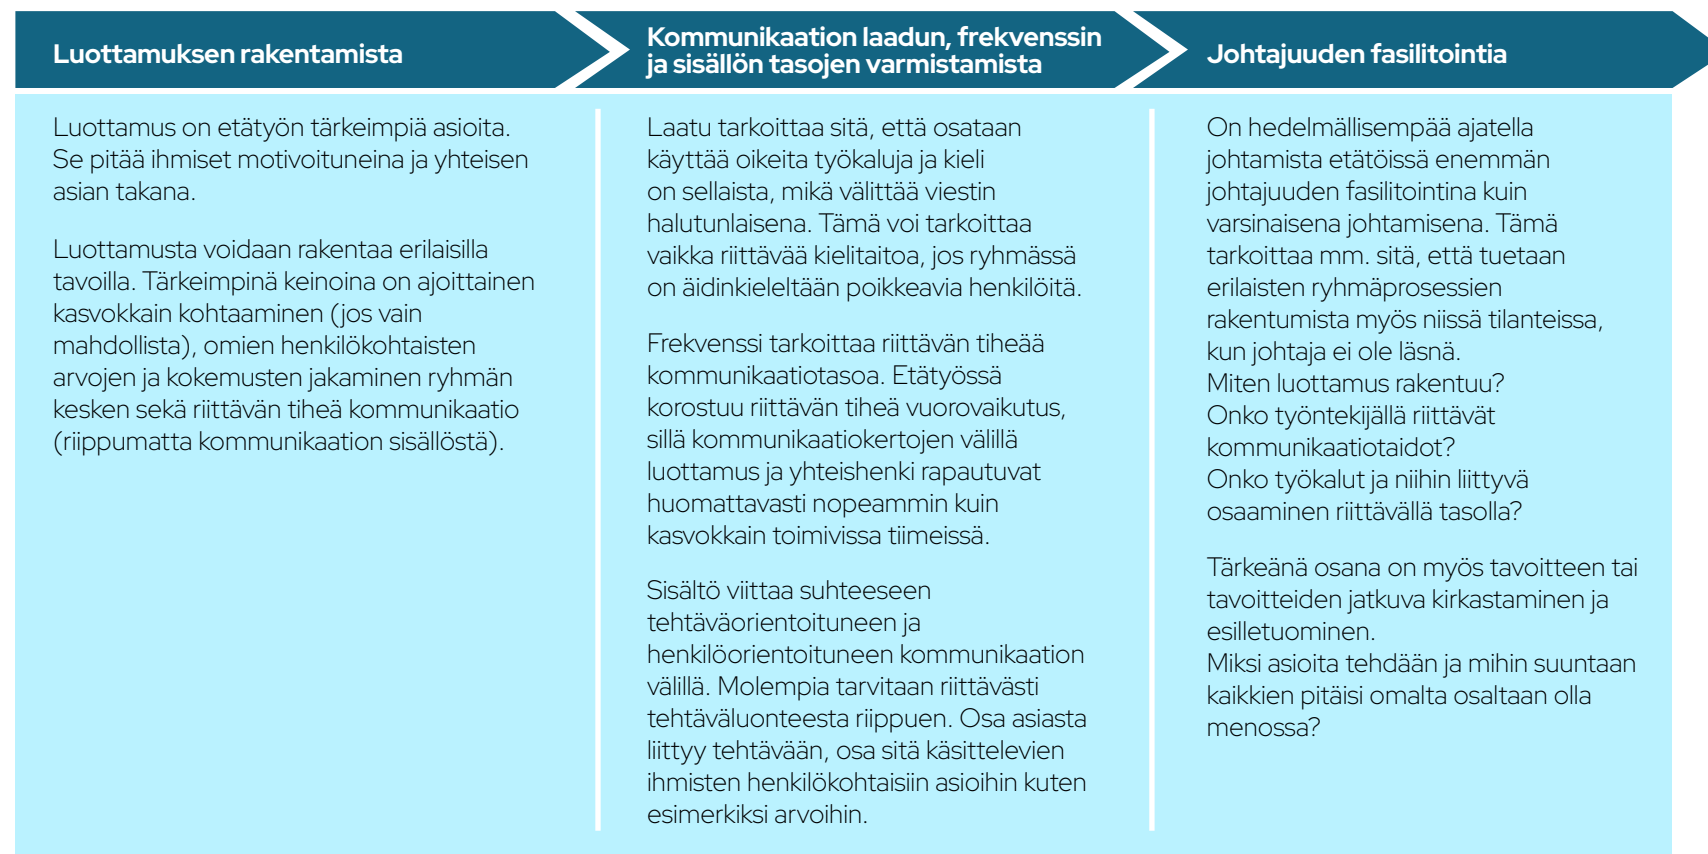 Luottamuksen rakentamista
Luottamus on etätyön tärkeimpiä asioita.
Se pitää ihmiset motivoituneina ja yhteisen
asian takana.
Luottamusta voidaan rakentaa erilaisilla
tavoilla. Tärkeimpinä keinoina on ajoittainen
kasvokkain kohtaaminen (jos vain
mahdollista), omien henkilökohtaisten
arvojen ja kokemusten jakaminen ryhmän
kesken sekä riittävän tiheä kommunikaatio
(riippumatta kommunikaation sisällöstä).
Kommunikaation laadun, frekvenssin
ja sisällön tasojen varmistamista
Laatu tarkoittaa sitä, että osataan
käyttää oikeita työkaluja ja kieli
on sellaista, mikä välittää viestin
halutunlaisena. Tämä voi tarkoittaa
vaikka riittävää kielitaitoa, jos ryhmässä
on äidinkieleltään poikkeavia henkilöitä.
Frekvenssi tarkoittaa riittävän tiheää
kommunikaatiotasoa. Etätyössä
korostuu riittävän tiheä vuorovaikutus,
sillä kommunikaatiokertojen välillä
luottamus ja yhteishenki rapautuvat
huomattavasti nopeammin kuin
kasvokkain toimivissa tiimeissä.
Sisältö viittaa suhteeseen
tehtäväorientoituneen ja
henkilöorientoituneen kommunikaation
välillä. Molempia tarvitaan riittävästi
tehtäväluonteesta riippuen. Osa asiasta
liittyy tehtävään, osa sitä käsittelevien
ihmisten henkilökohtaisiin asioihin kuten
esimerkiksi arvoihin.
Johtajuuden fasilitointia
On hedelmällisempää ajatella
johtamista etätöissä enemmän
johtajuuden fasilitointina kuin
varsinaisena johtamisena. Tämä
tarkoittaa mm. sitä, että tuetaan
erilaisten ryhmäprosessien
rakentumista myös niissä tilanteissa,
kun johtaja ei ole läsnä.
Miten luottamus rakentuu?
Onko työntekijällä riittävät
kommunikaatiotaidot?
Onko työkalut ja niihin liittyvä
osaaminen riittävällä tasolla?
Tärkeänä osana on myös tavoitteen tai
tavoitteiden jatkuva kirkastaminen ja
esilletuominen.
Miksi asioita tehdään ja mihin suuntaan
kaikkien pitäisi omalta osaltaan olla
menossa?